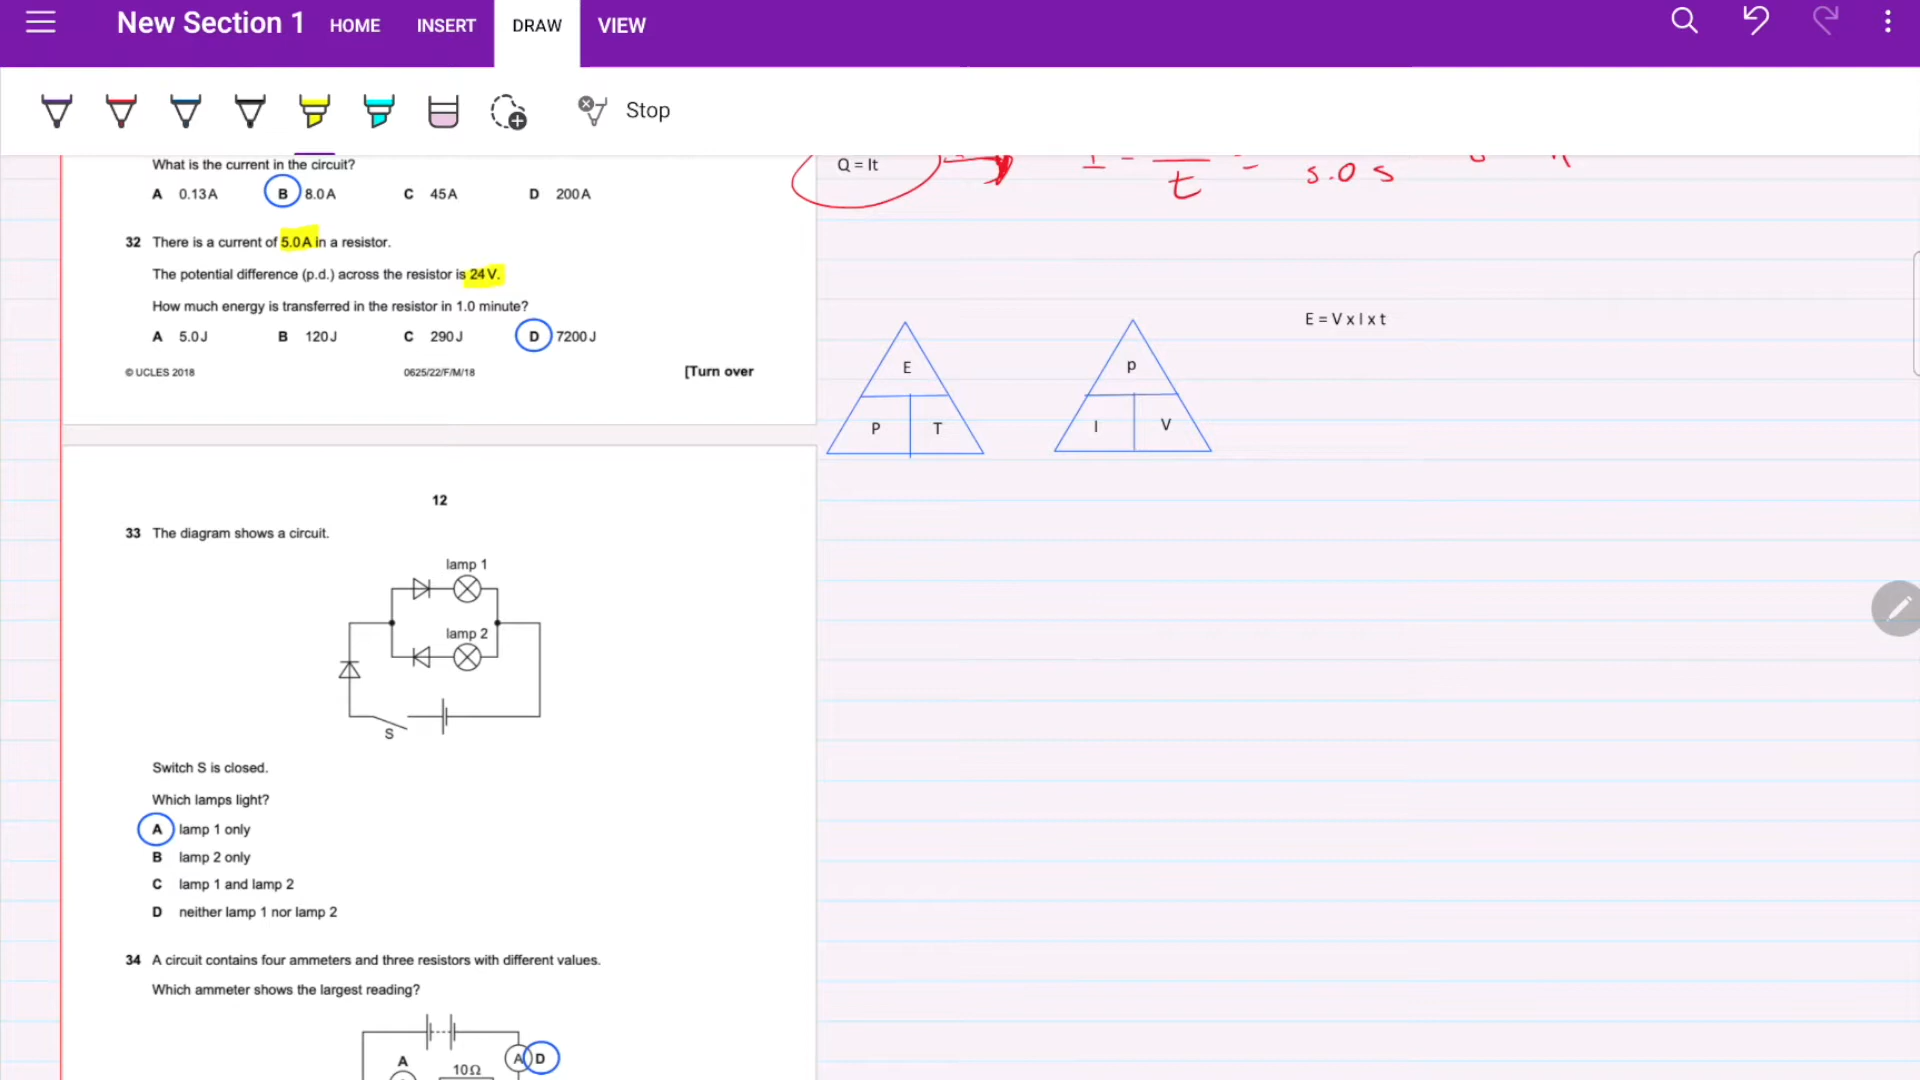 New Section 1 HOME INSERT DRAW VIEW
Stop
What is the current in the circuit?
A 0.13 A B 8.0 A C 45 A D 200 A
32 There is a current of 5.0 A in a resistor.
The potential difference (p.d.) across the resistor is 24 V.
How much energy is transferred in the resistor in 1.0 minute?
A 5.0 J B 120 J C 290 J D 7200 J
© UCLES 2018 0625/22/F/M/18 [Turn over
12
33 The diagram shows a circuit.
lamp 1
lamp 2
S
Switch S is closed.
Which lamps light?
A lamp 1 only
B lamp 2 only
C lamp 1 and lamp 2
D neither lamp 1 nor lamp 2
34 A circuit contains four ammeters and three resistors with different values.
Which ammeter shows the largest reading?
A
A D
10 Ω
Q = It
t
5.0 s
E
P T
p
I V
E = V x I x t